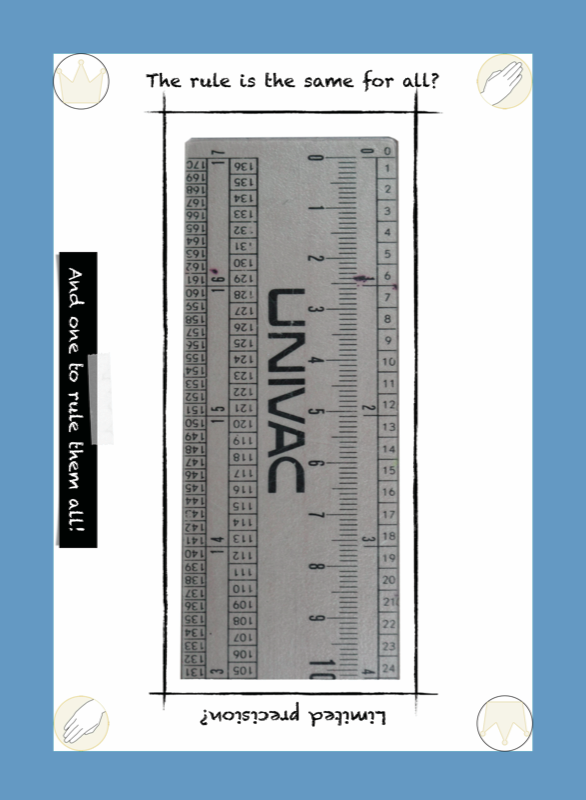 The rule is the same for all?
And one to rule them all!
170 169 168 167 166 165 164 163 162 161 160 159 158 157 156 155 154 153 152 151 150 149 148 147 146 145 144 143 142 141 140 139 138 137 136 135 134 133 132 131
17 16 15 14 3
136 135 134 133 132 131 130 129 128 127 126 125 124 123 122 121 120 119 118 117 116 115 114 113 112 111 110 109 108 107 106 105
UNIVAC
0 1 2 3 4 5 6 7 8 9 10
0 1 2 3 4
0 1 2 3 4 5 6 7 8 9 10 11 12 13 14 15 16 17 18 19 20 21 22 23 24
Limited precision?